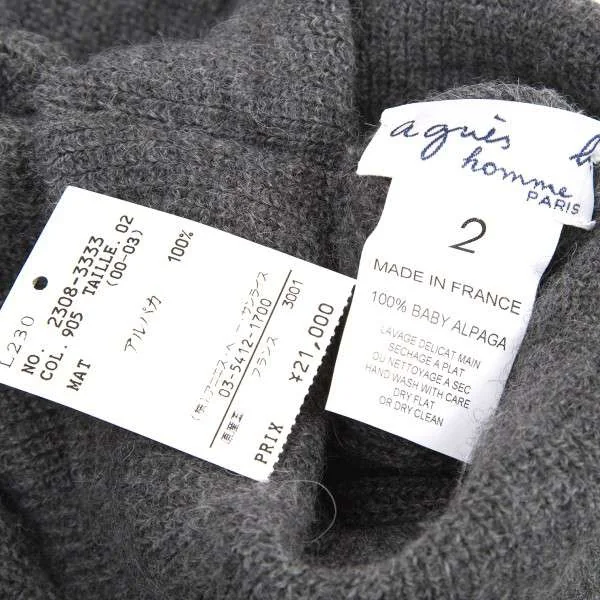 L230
NO. 2308-3333
COL. 905 TAILLE. 02
(00-03)
MAT 100%
アルパカ
03-5412-1700
フランス 3001
PRIX ¥21,000
agnès b
homme
PARIS
2
MADE IN FRANCE
100% BABY ALPAGA
LAVAGE DELICAT MAIN
SECHAGE A PLAT
OU NETTOYAGE A SEC
HAND WASH WITH CARE
DRY FLAT
OR DRY CLEAN